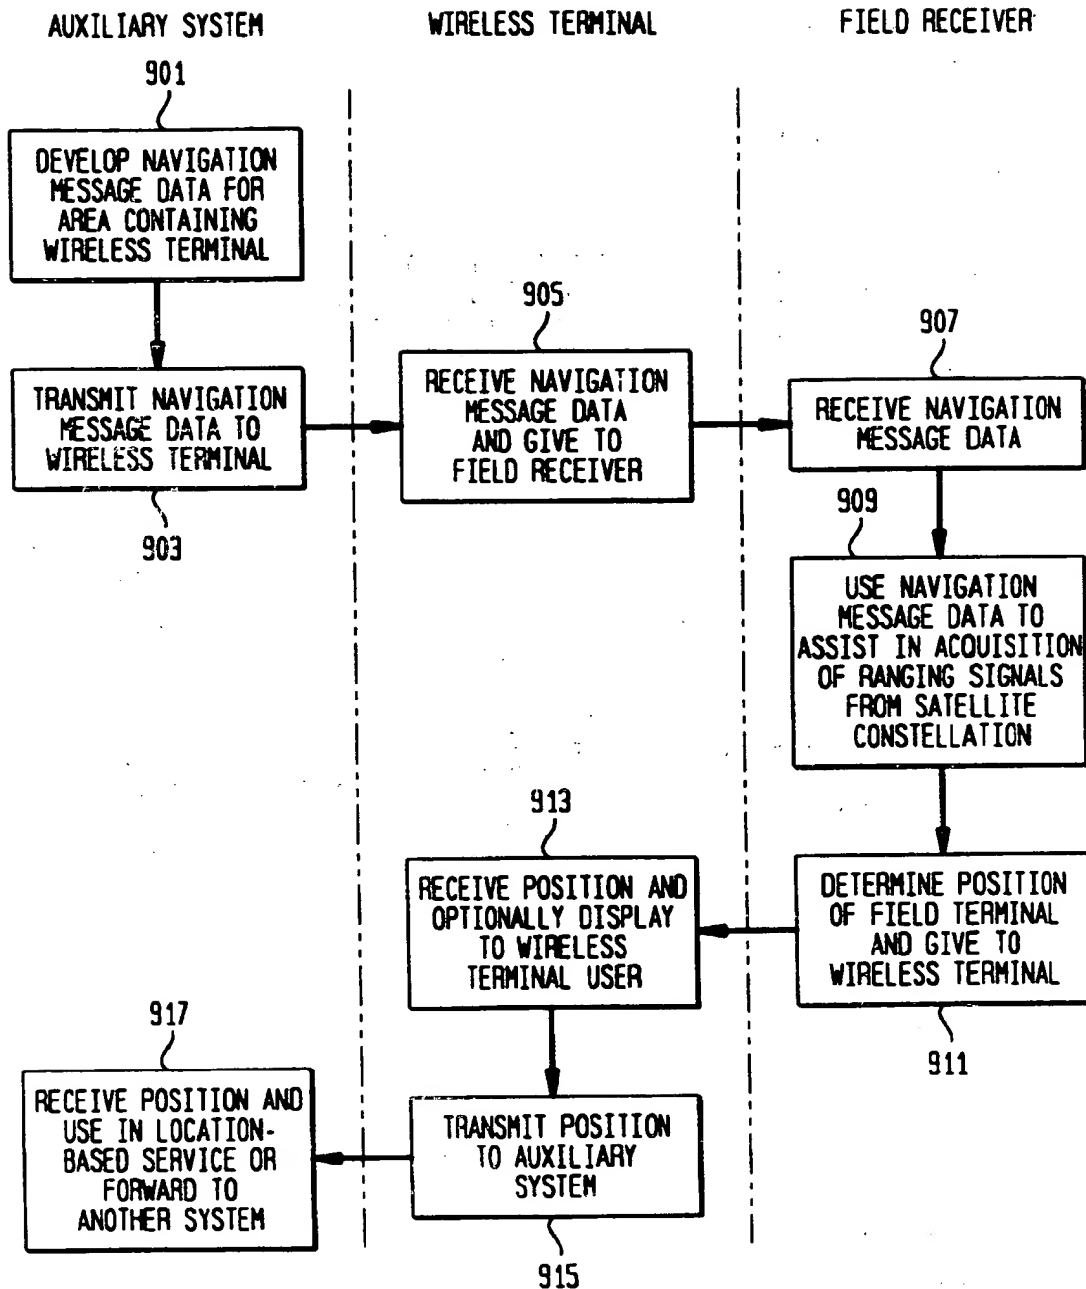 AUXILIARY SYSTEM
WIRELESS TERMINAL
FIELD RECEIVER
901
DEVELOP NAVIGATION
MESSAGE DATA FOR
AREA CONTAINING
WIRELESS TERMINAL
TRANSMIT NAVIGATION
MESSAGE DATA TO
WIRELESS TERMINAL
903
905
RECEIVE NAVIGATION
MESSAGE DATA
AND GIVE TO
FIELD RECEIVER
907
RECEIVE NAVIGATION
MESSAGE DATA
909
USE NAVIGATION
MESSAGE DATA TO
ASSIST IN ACQUISITION
OF RANGING SIGNALS
FROM SATELLITE
CONSTELLATION
DETERMINE POSITION
OF FIELD TERMINAL
AND GIVE TO
WIRELESS TERMINAL
911
913
RECEIVE POSITION AND
OPTIONALLY DISPLAY
TO WIRELESS
TERMINAL USER
TRANSMIT POSITION
TO AUXILIARY
SYSTEM
915
917
RECEIVE POSITION AND
USE IN LOCATION-
BASED SERVICE OR
FORWARD TO
ANOTHER SYSTEM